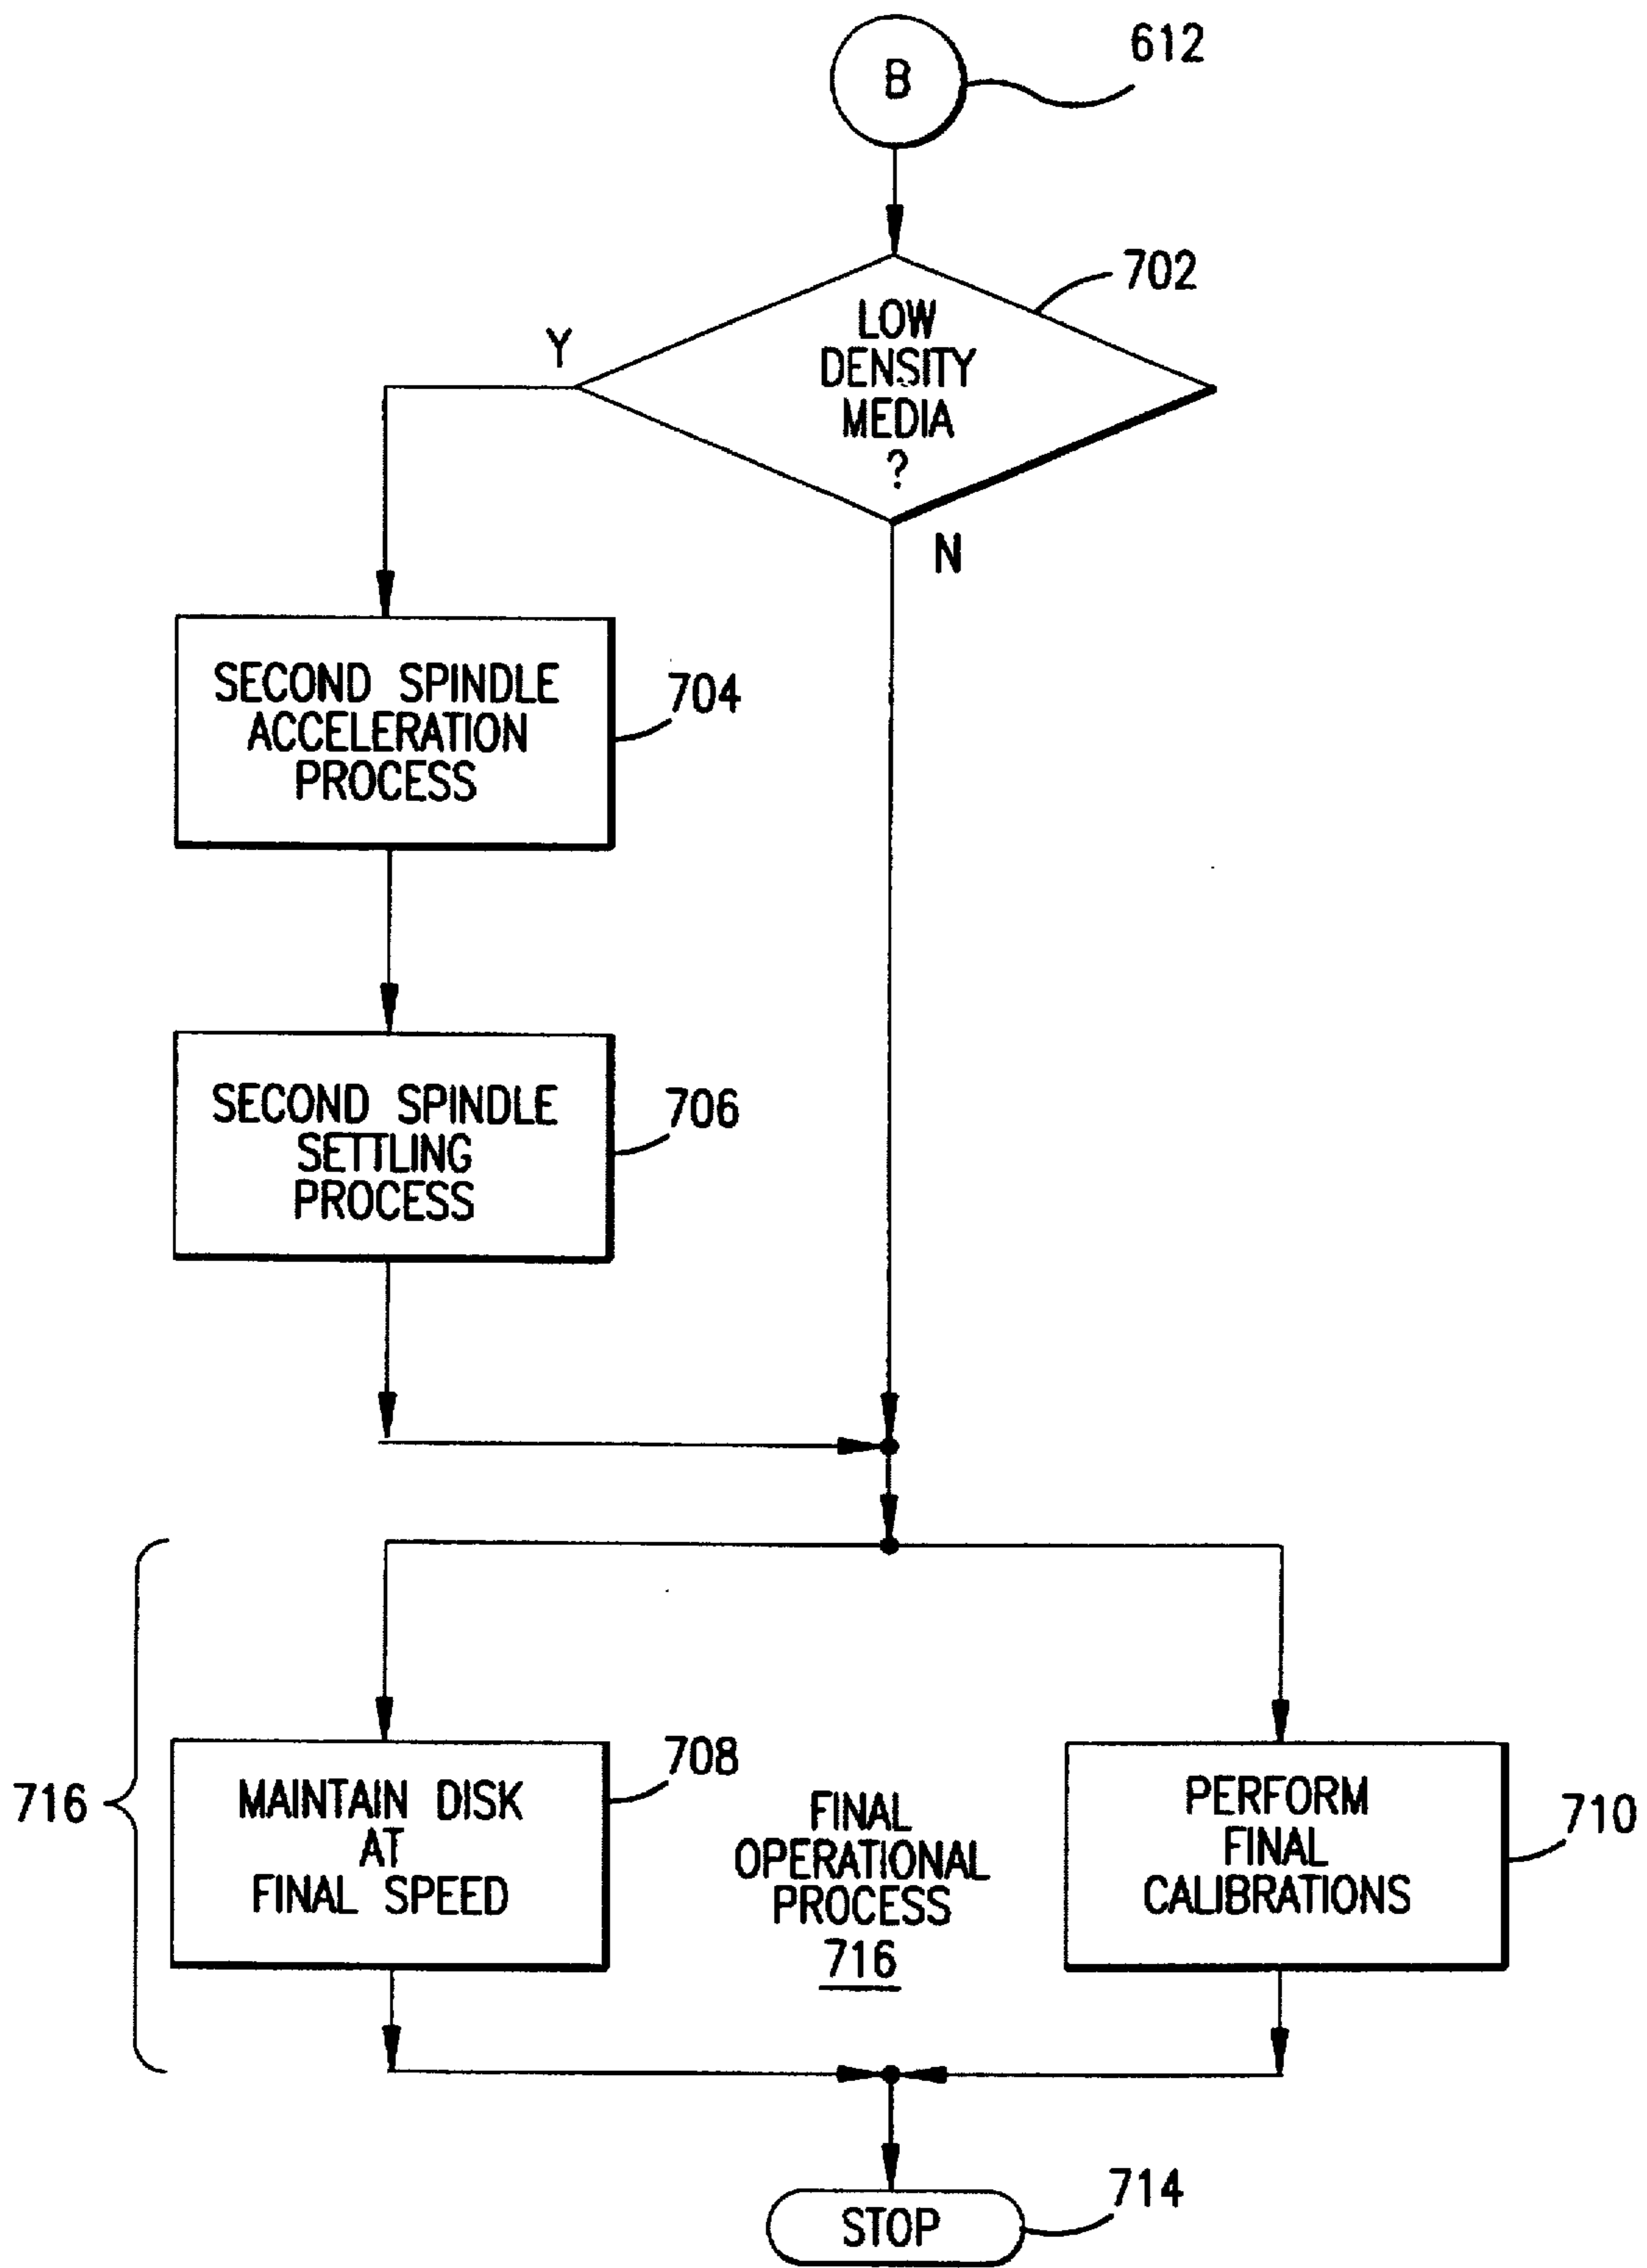 612
B
702
LOW
DENSITY
MEDIA
?
Y
N
SECOND SPINDLE
ACCELERATION
PROCESS
704
SECOND SPINDLE
SETTLING
PROCESS
706
716
MAINTAIN DISK
AT
FINAL SPEED
708
FINAL
OPERATIONAL
PROCESS
716
PERFORM
FINAL
CALIBRATIONS
710
STOP
714